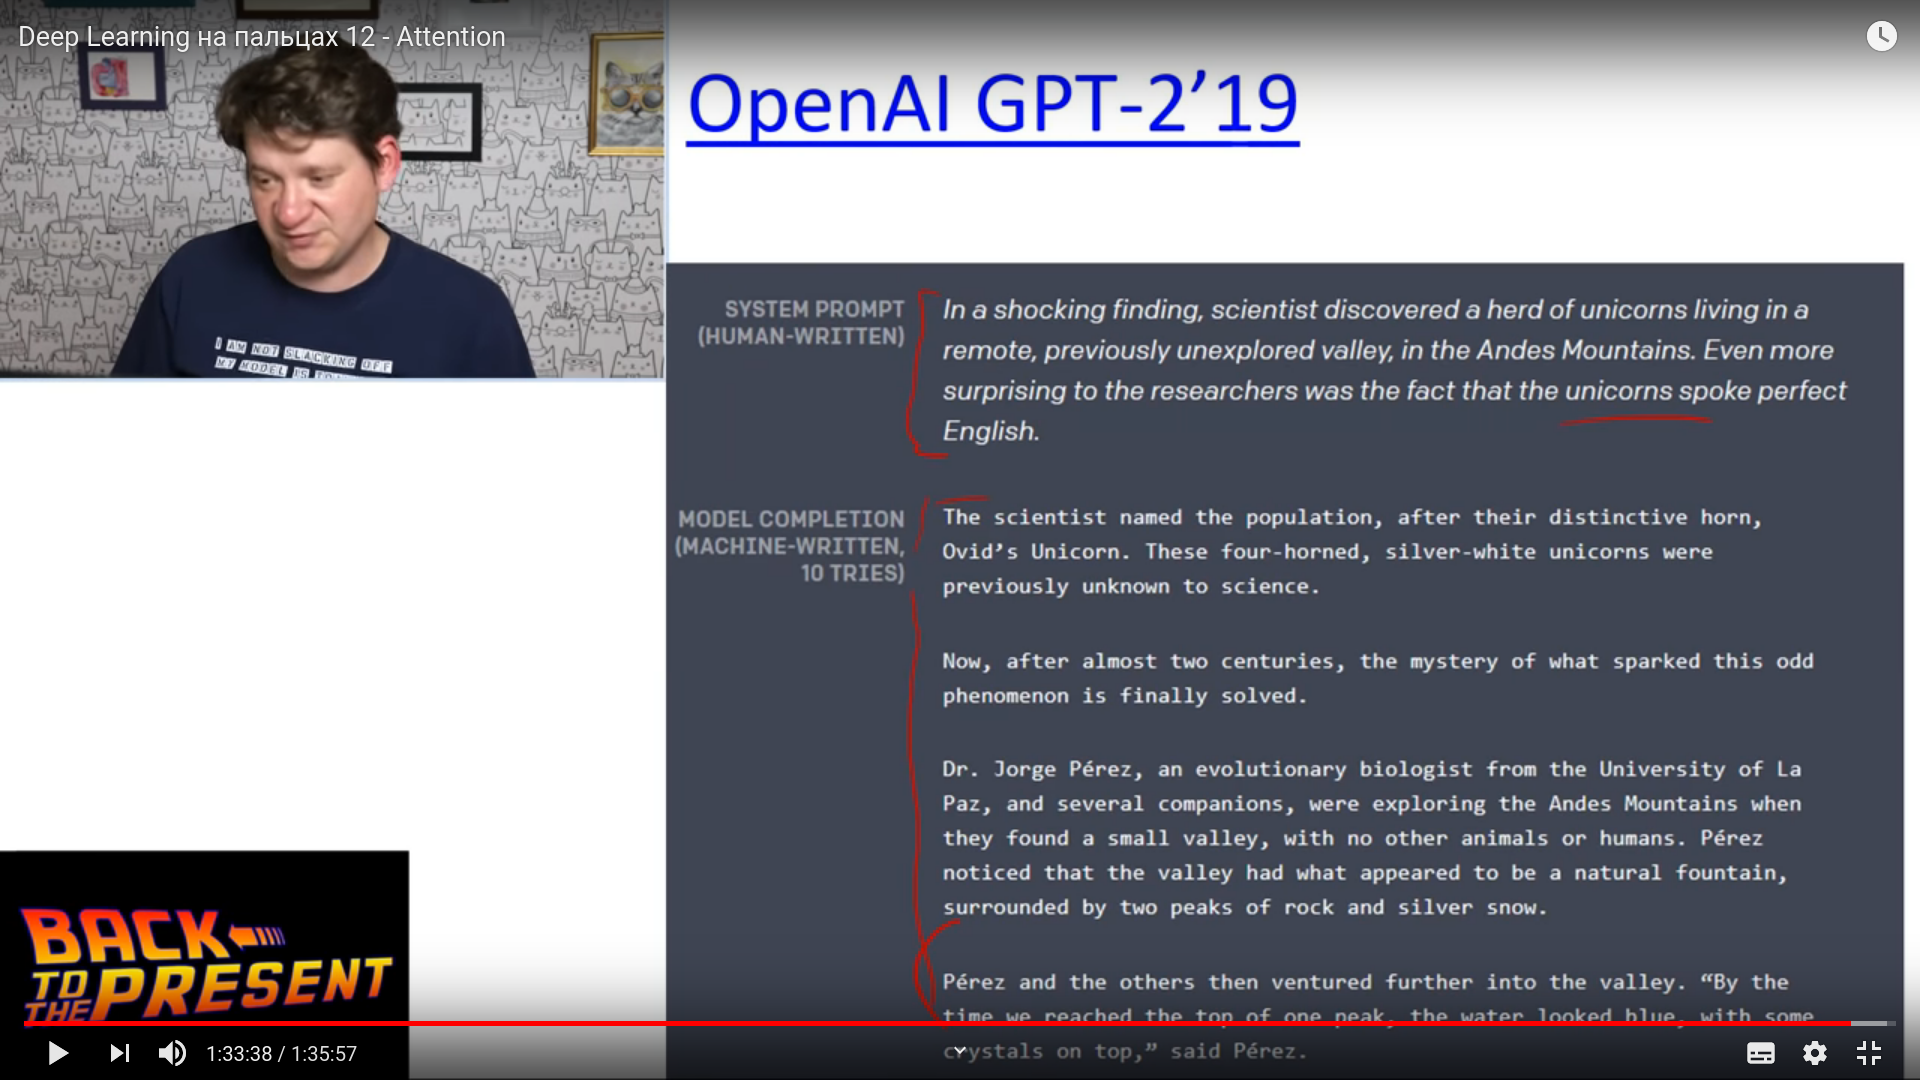 Deep Learning на пальцах 12 - Attention
I AM NOT SLACKING OFF
MY MODEL IS
OpenAI GPT-2’19
SYSTEM PROMPT
(HUMAN-WRITTEN)
In a shocking finding, scientist discovered a herd of unicorns living in a
remote, previously unexplored valley, in the Andes Mountains. Even more
surprising to the researchers was the fact that the unicorns spoke perfect
English.
MODEL COMPLETION
(MACHINE-WRITTEN,
10 TRIES)
The scientist named the population, after their distinctive horn,
Ovid’s Unicorn. These four-horned, silver-white unicorns were
previously unknown to science.
Now, after almost two centuries, the mystery of what sparked this odd
phenomenon is finally solved.
Dr. Jorge Pérez, an evolutionary biologist from the University of La
Paz, and several companions, were exploring the Andes Mountains when
they found a small valley, with no other animals or humans. Pérez
noticed that the valley had what appeared to be a natural fountain,
surrounded by two peaks of rock and silver snow.
Pérez and the others then ventured further into the valley. “By the
time we reached the top of one peak, the water looked blue, with some
crystals on top,” said Pérez.
BACK
TO
THE PRESENT
1:33:38 / 1:35:57